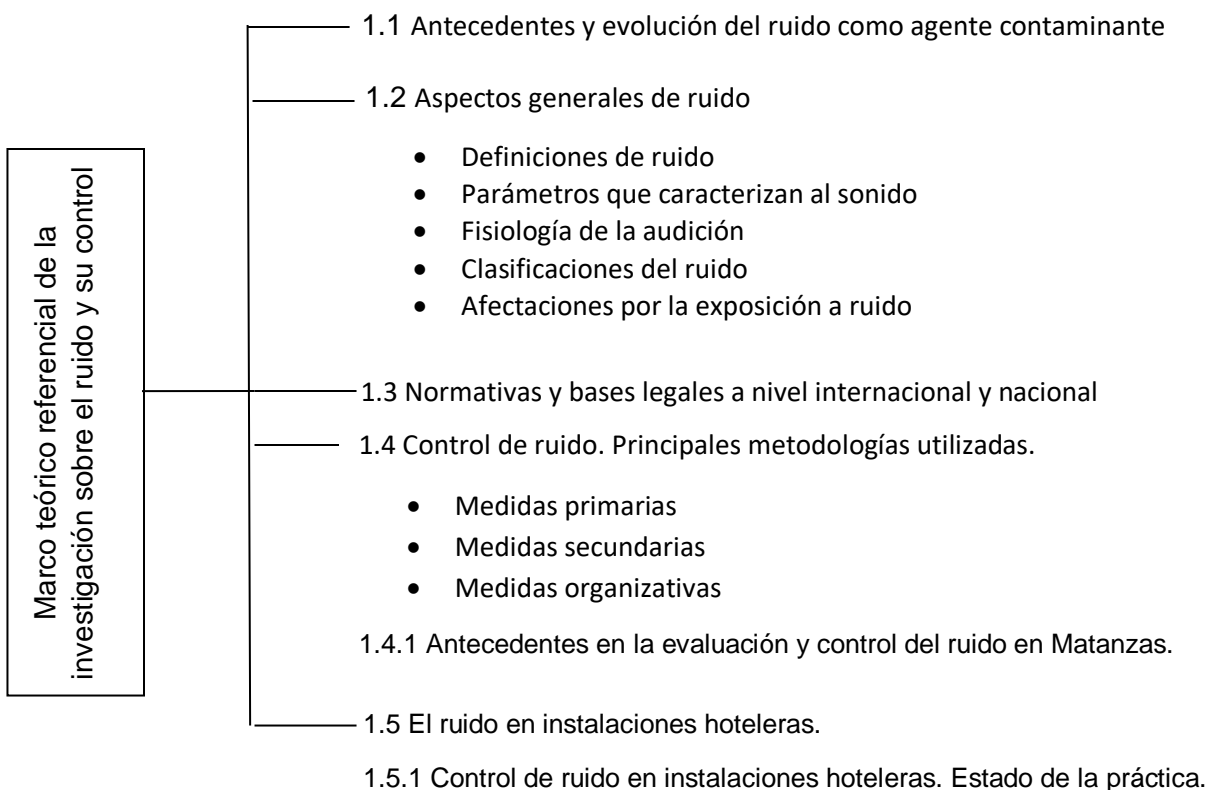 Marco teórico referencial de la
investigación sobre el ruido y su control
1.1 Antecedentes y evolución del ruido como agente contaminante
1.2 Aspectos generales de ruido
• Definiciones de ruido
• Parámetros que caracterizan al sonido
• Fisiología de la audición
• Clasificaciones del ruido
• Afectaciones por la exposición a ruido
1.3 Normativas y bases legales a nivel internacional y nacional
1.4 Control de ruido. Principales metodologías utilizadas.
• Medidas primarias
• Medidas secundarias
• Medidas organizativas
1.4.1 Antecedentes en la evaluación y control del ruido en Matanzas.
1.5 El ruido en instalaciones hoteleras.
1.5.1 Control de ruido en instalaciones hoteleras. Estado de la práctica.